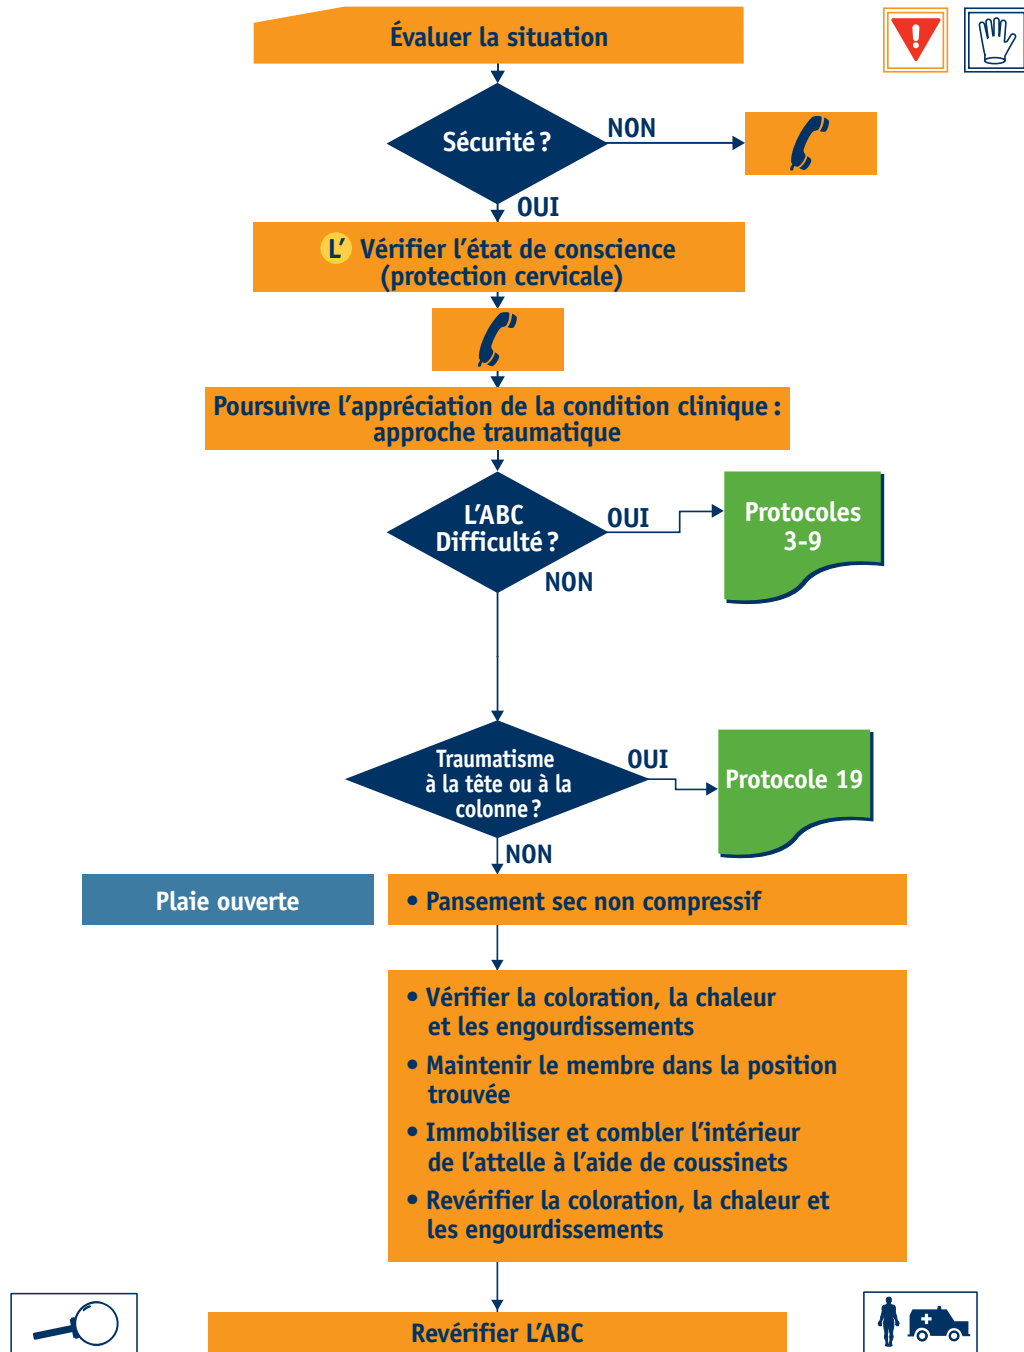 Évaluer la situation
!
Sécurité ?
NON
OUI
L' Vérifier l'état de conscience
(protection cervicale)
Poursuivre l'appréciation de la condition clinique :
approche traumatique
L'ABC
Difficulté ?
OUI
Protocoles
3-9
NON
Traumatisme
à la tête ou à la
colonne ?
OUI
Protocole 19
NON
Plaie ouverte
• Pansement sec non compressif
• Vérifier la coloration, la chaleur
et les engourdissements
• Maintenir le membre dans la position
trouvée
• Immobiliser et combler l'intérieur
de l'attelle à l'aide de coussinets
• Revérifier la coloration, la chaleur et
les engourdissements
Revérifier L'ABC